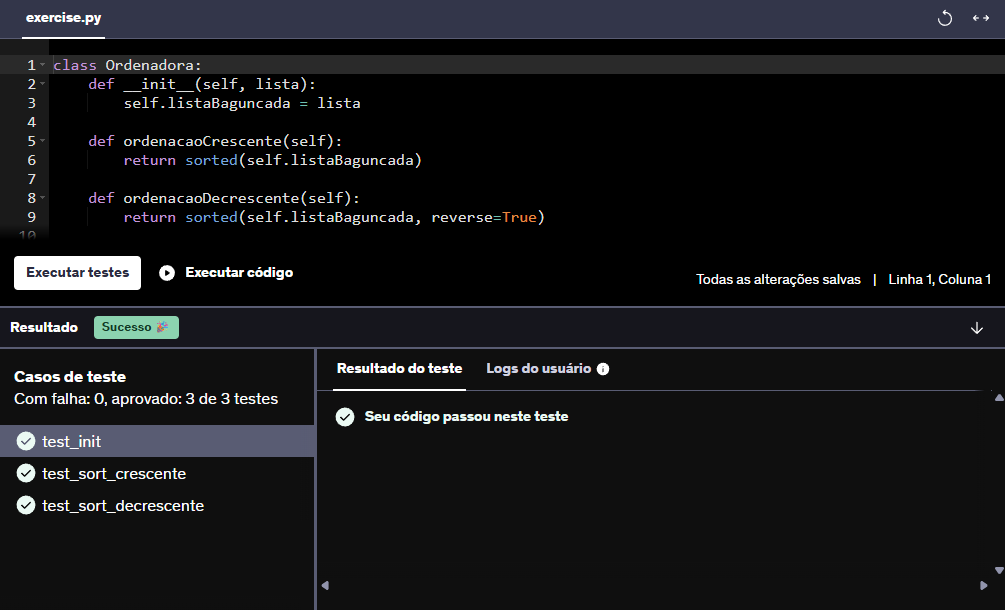 exercise.py
1 class Ordenadora:
2     def __init__(self, lista):
3         self.listaBaguncada = lista
4
5     def ordenacaoCrescente(self):
6         return sorted(self.listaBaguncada)
7
8     def ordenacaoDecrescente(self):
9         return sorted(self.listaBaguncada, reverse=True)
10
Executar testes Executar código
Todas as alterações salvas | Linha 1, Coluna 1
Resultado Sucesso 🎉
Casos de teste
Com falha: 0, aprovado: 3 de 3 testes
test_init
test_sort_crescente
test_sort_decrescente
Resultado do teste Logs do usuário
Seu código passou neste teste